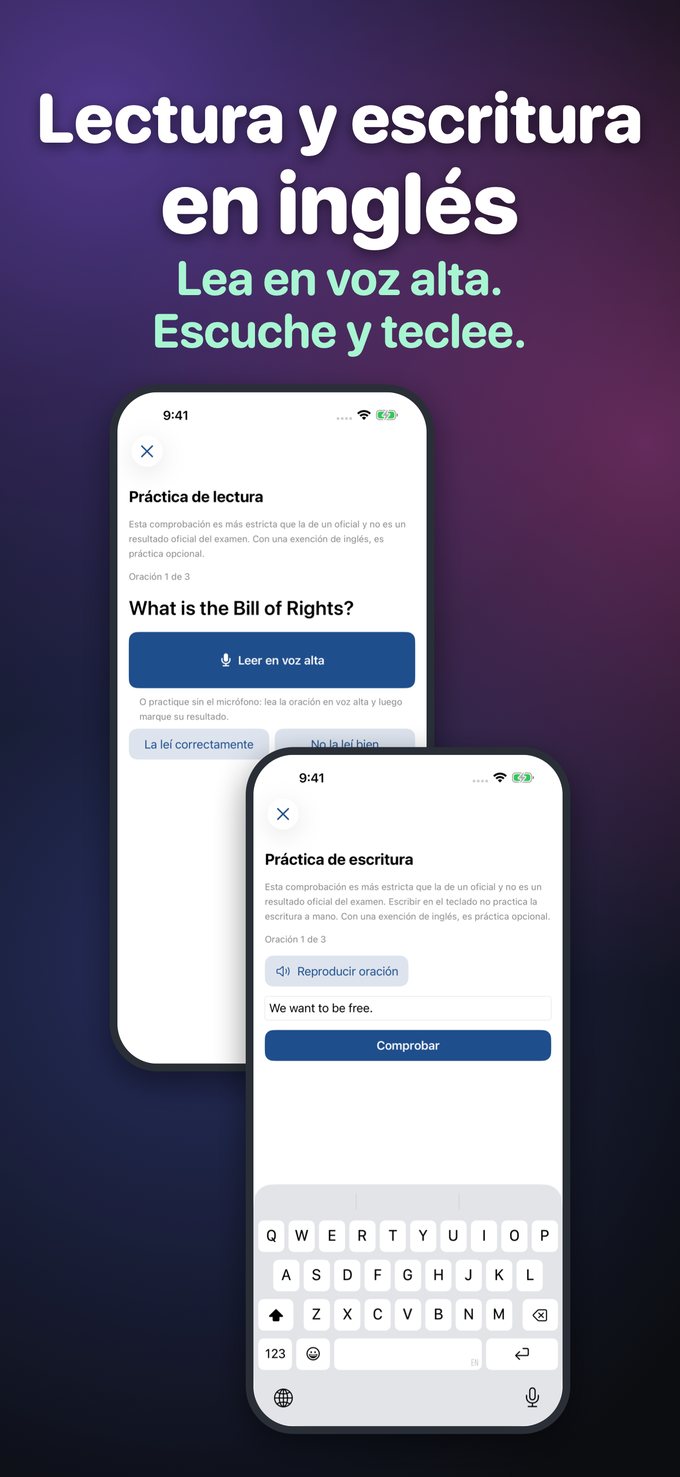 Lectura y escritura
en inglés
Lea en voz alta.
Escuche y teclee.
9:41
Práctica de lectura
Esta comprobación es más estricta que la de un oficial y no es un
resultado oficial del examen. Con una exención de inglés, es
práctica opcional.
Oración 1 de 3
What is the Bill of Rights?
Leer en voz alta
O practique sin el micrófono: lea la oración en voz alta y luego
marque su resultado.
La leí correctamente
No la leí bien
9:41
Práctica de escritura
Esta comprobación es más estricta que la de un oficial y no es un
resultado oficial del examen. Escribir en el teclado no practica la
escritura a mano. Con una exención de inglés, es práctica opcional.
Oración 1 de 3
Reproducir oración
We want to be free.
Comprobar
Q W E R T Y U I O P
A S D F G H J K L
Z X C V B N M
123
EN